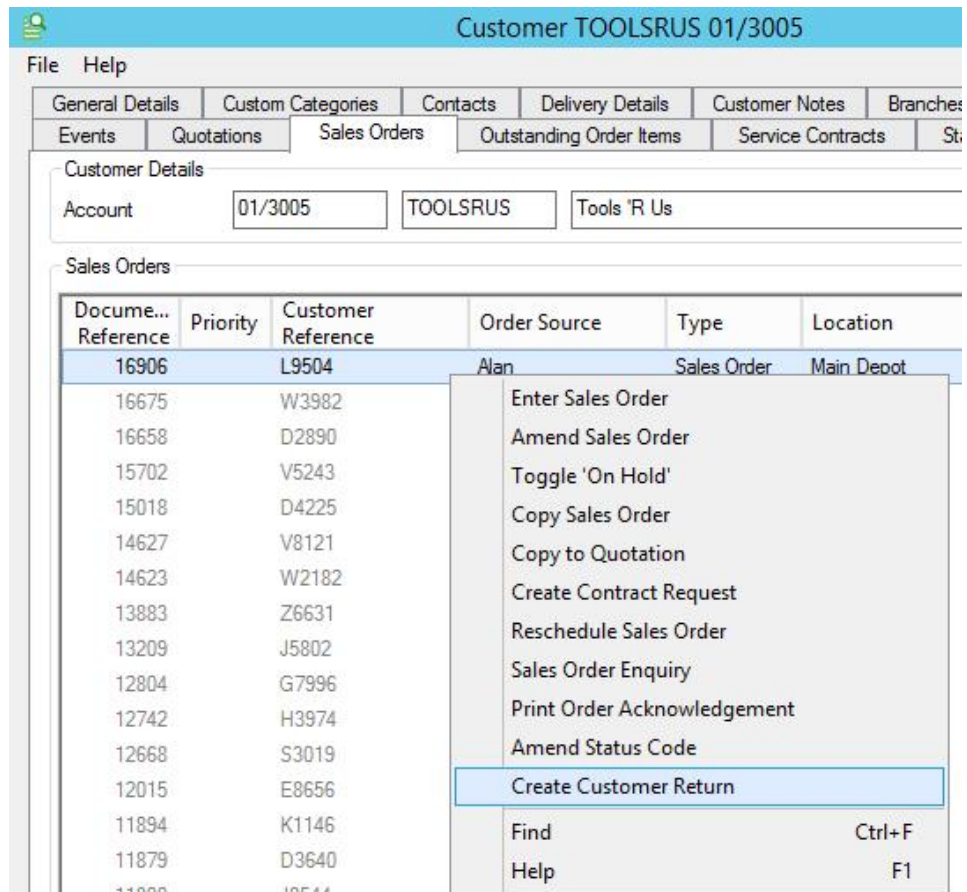 Customer TOOLSRUS 01/3005
File Help
General Details Custom Categories Contacts Delivery Details Customer Notes Branches
Events Quotations Sales Orders Outstanding Order Items Service Contracts
Customer Details
Account 01/3005 TOOLSRUS Tools 'R Us
Sales Orders
Docume... Reference Priority Customer Reference Order Source Type Location
16906 L9504 Alan Sales Order Main Depot
16675 W3982
16658 D2890
15702 V5243
15018 D4225
14627 V8121
14623 W2182
13883 Z6631
13209 J5802
12804 G7996
12742 H3974
12668 S3019
12015 E8656
11894 K1146
11879 D3640
Enter Sales Order
Amend Sales Order
Toggle 'On Hold'
Copy Sales Order
Copy to Quotation
Create Contract Request
Reschedule Sales Order
Sales Order Enquiry
Print Order Acknowledgement
Amend Status Code
Create Customer Return
Find Ctrl+F
Help F1